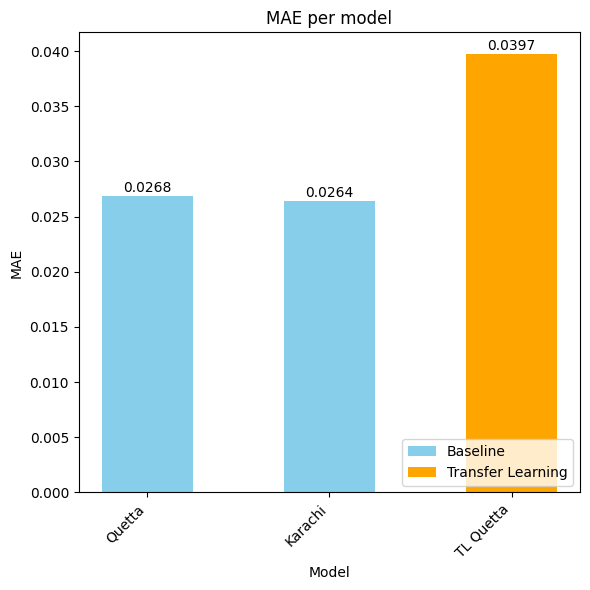 MAE per model
0.0397
0.040
0.035
0.030
0.0268
0.0264
0.025
MAE
0.020
0.015
0.010
0.005
Baseline
Transfer Learning
0.000
Quetta
Karachi
TL Quetta
Model